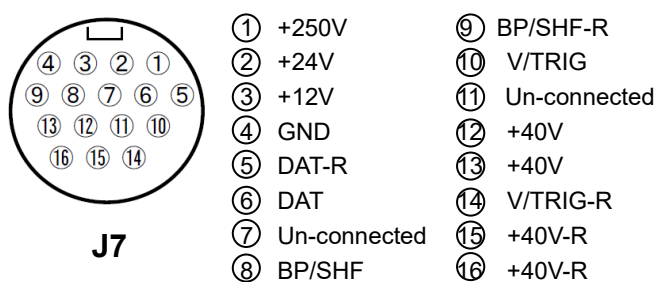 ④ ③ ② ①
⑨ ⑧ ⑦ ⑥ ⑤
⑬ ⑫ ⑪ ⑩
⑯ ⑮ ⑭
J7
① +250V
② +24V
③ +12V
④ GND
⑤ DAT-R
⑥ DAT
⑦ Un-connected
⑧ BP/SHF
⑨ BP/SHF-R
⑩ V/TRIG
⑪ Un-connected
⑫ +40V
⑬ +40V
⑭ V/TRIG-R
⑮ +40V-R
⑯ +40V-R